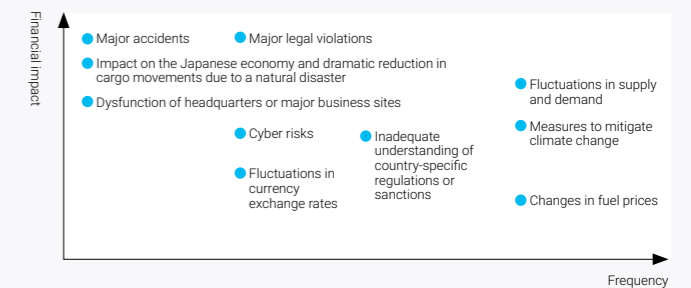 Financial impact
Major accidents
Major legal violations
Impact on the Japanese economy and dramatic reduction in
cargo movements due to a natural disaster
Dysfunction of headquarters or major business sites
Fluctuations in supply
and demand
Cyber risks
Inadequate
understanding of
country-specific
regulations or
sanctions
Measures to mitigate
climate change
Fluctuations in
currency
exchange rates
Changes in fuel prices
Frequency